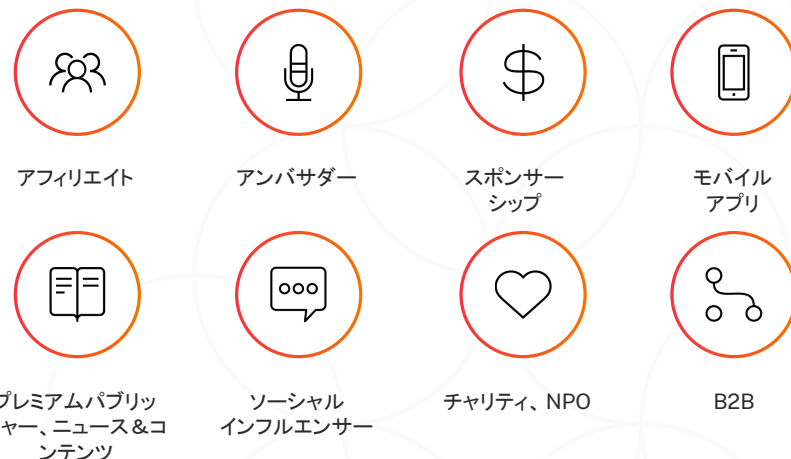 アフィリエイト
アンバサダー
スポンサー
シップ
モバイル
アプリ
プレミアムパブリッ
シャー、ニュース&コ
ンテンツ
ソーシャル
インフルエンサー
チャリティ、NPO
B2B